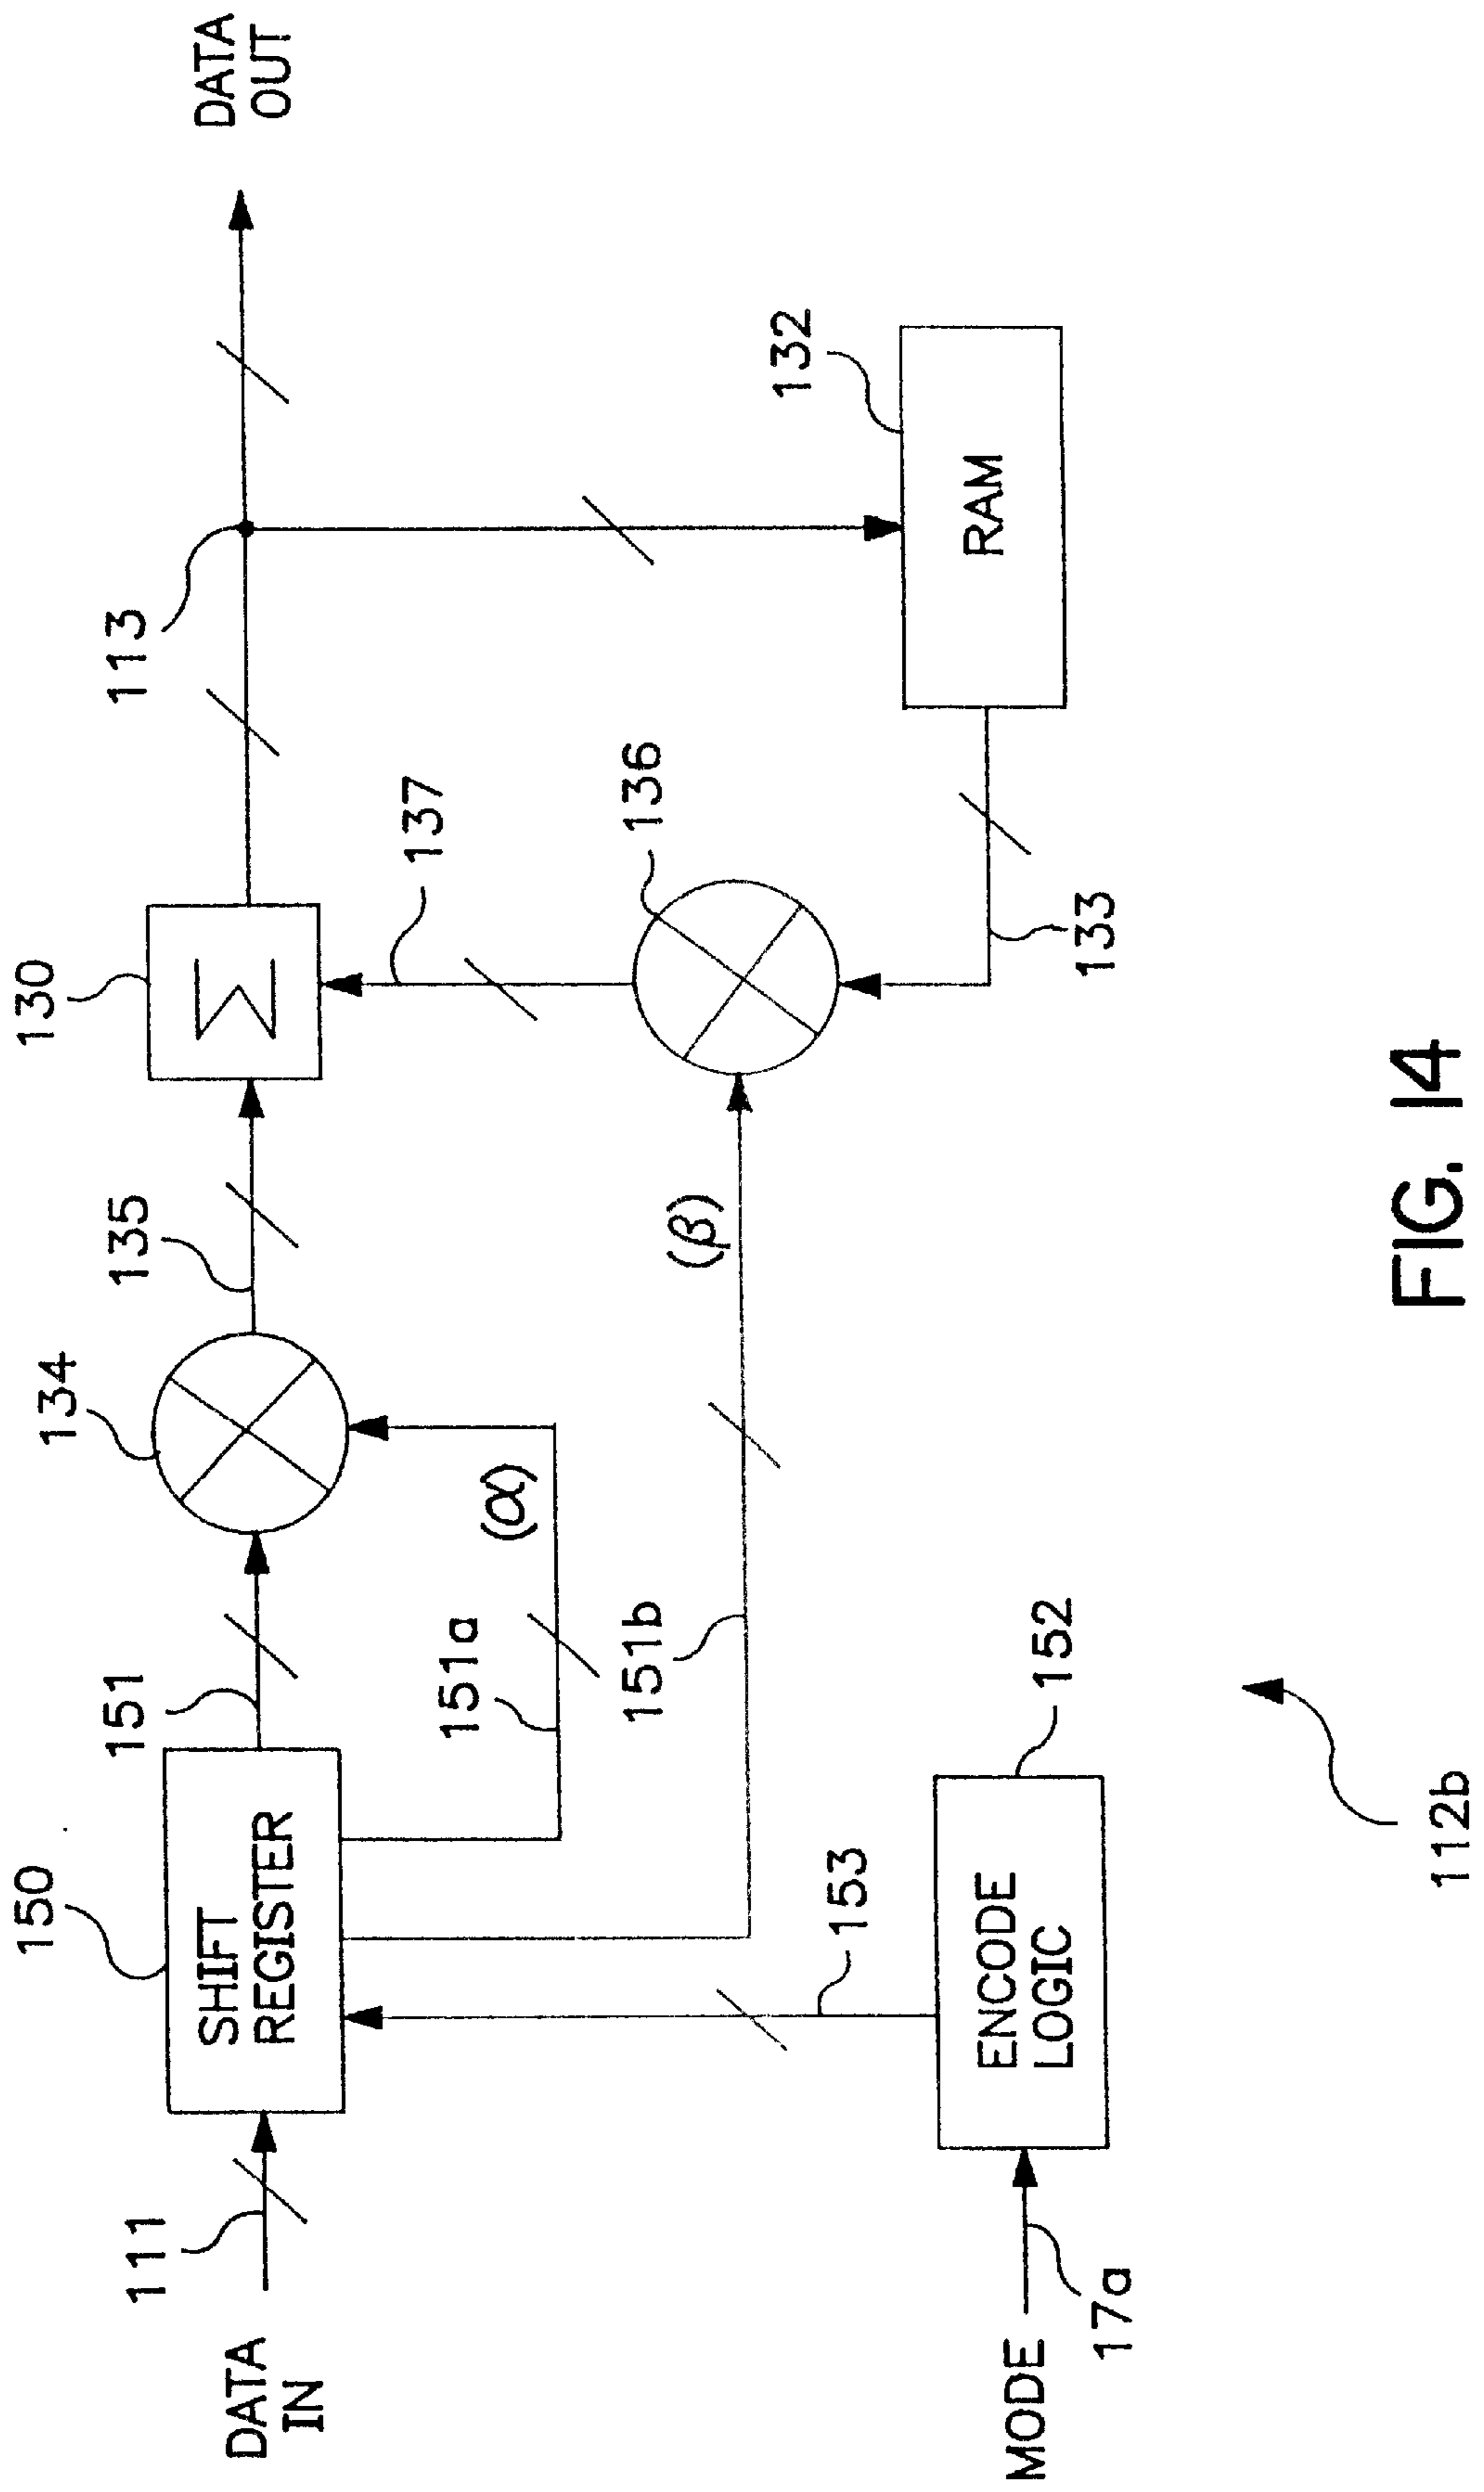 DATA
OUT
113
132
RAM
130
Σ
137
136
133
135
134
(α)
(β)
151
151a
151b
150
SHIFT
REGISTER
153
152
ENCODE
LOGIC
111
DATA
IN
MODE
17a
112b
FIG. 14